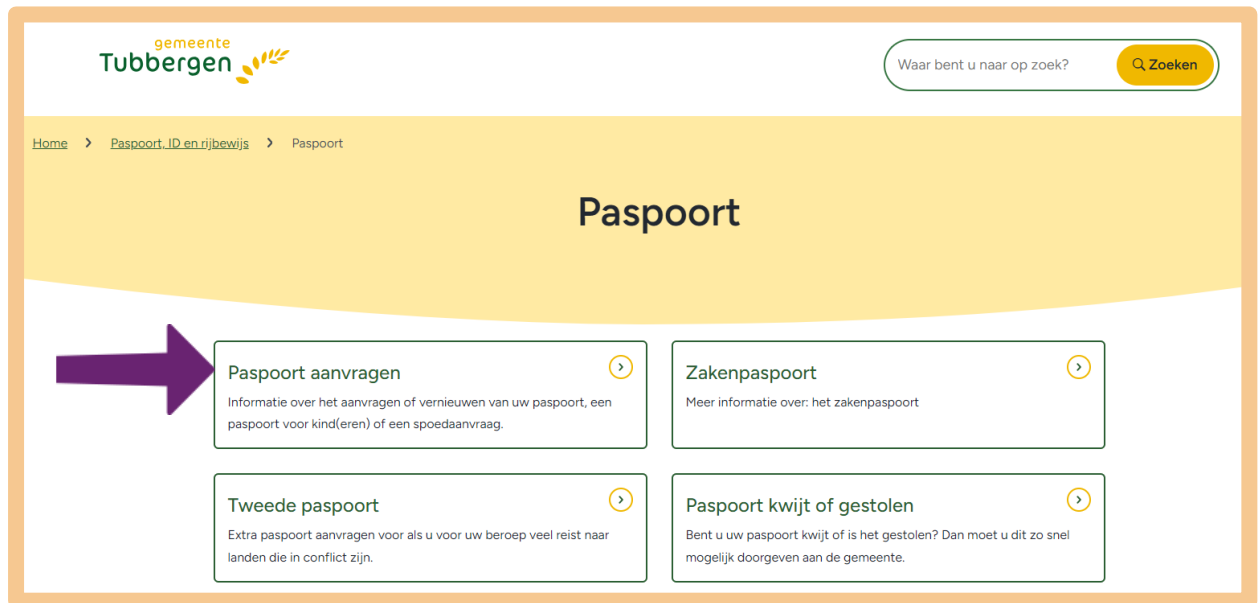 gemeente
Tubbergen
Waar bent u naar op zoek?
Zoeken
Home > Paspoort, ID en rijbewijs > Paspoort
Paspoort
Paspoort aanvragen
Informatie over het aanvragen of vernieuwen van uw paspoort, een
paspoort voor kind(eren) of een spoedaanvraag.
Zakenpaspoort
Meer informatie over: het zakenpaspoort
Tweede paspoort
Extra paspoort aanvragen voor als u voor uw beroep veel reist naar
landen die in conflict zijn.
Paspoort kwijt of gestolen
Bent u uw paspoort kwijt of is het gestolen? Dan moet u dit zo snel
mogelijk doorgeven aan de gemeente.